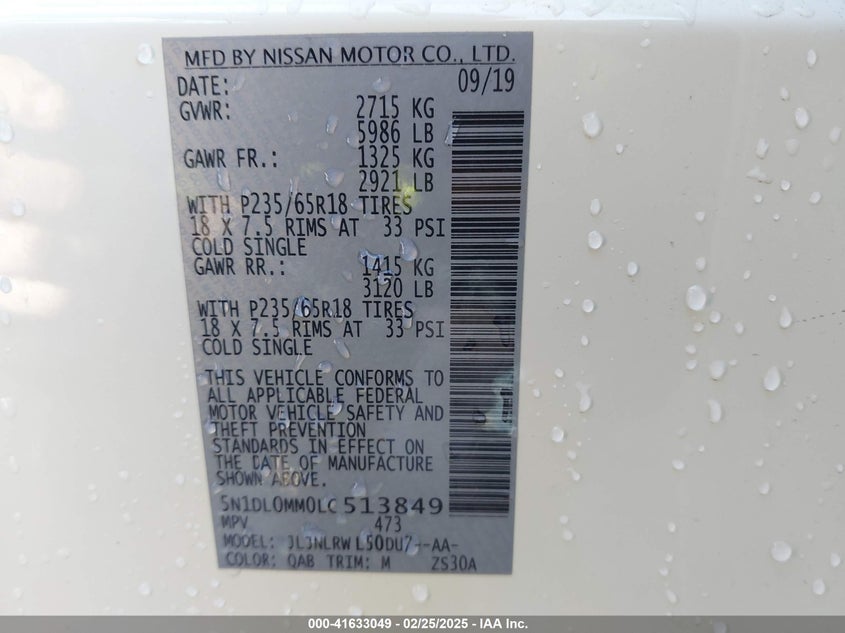 MFD BY NISSAN MOTOR CO., LTD.
DATE: 09/19
GVWR: 2715 KG
5986 LB
GAWR FR.: 1325 KG
2921 LB
WITH P235/65R18 TIRES
18 X 7.5 RIMS AT 33 PSI
COLD SINGLE
GAWR RR.: 1415 KG
3120 LB
WITH P235/65R18 TIRES
18 X 7.5 RIMS AT 33 PSI
COLD SINGLE
THIS VEHICLE CONFORMS TO
ALL APPLICABLE FEDERAL
MOTOR VEHICLE SAFETY AND
THEFT PREVENTION
STANDARDS IN EFFECT ON
THE DATE OF MANUFACTURE
SHOWN ABOVE.
5N1DL0MM0LC513849
MPV 473
MODEL:
COLOR: QAB TRIM: M ZS30A
000-41633049 - 02/25/2025 - IAA Inc.